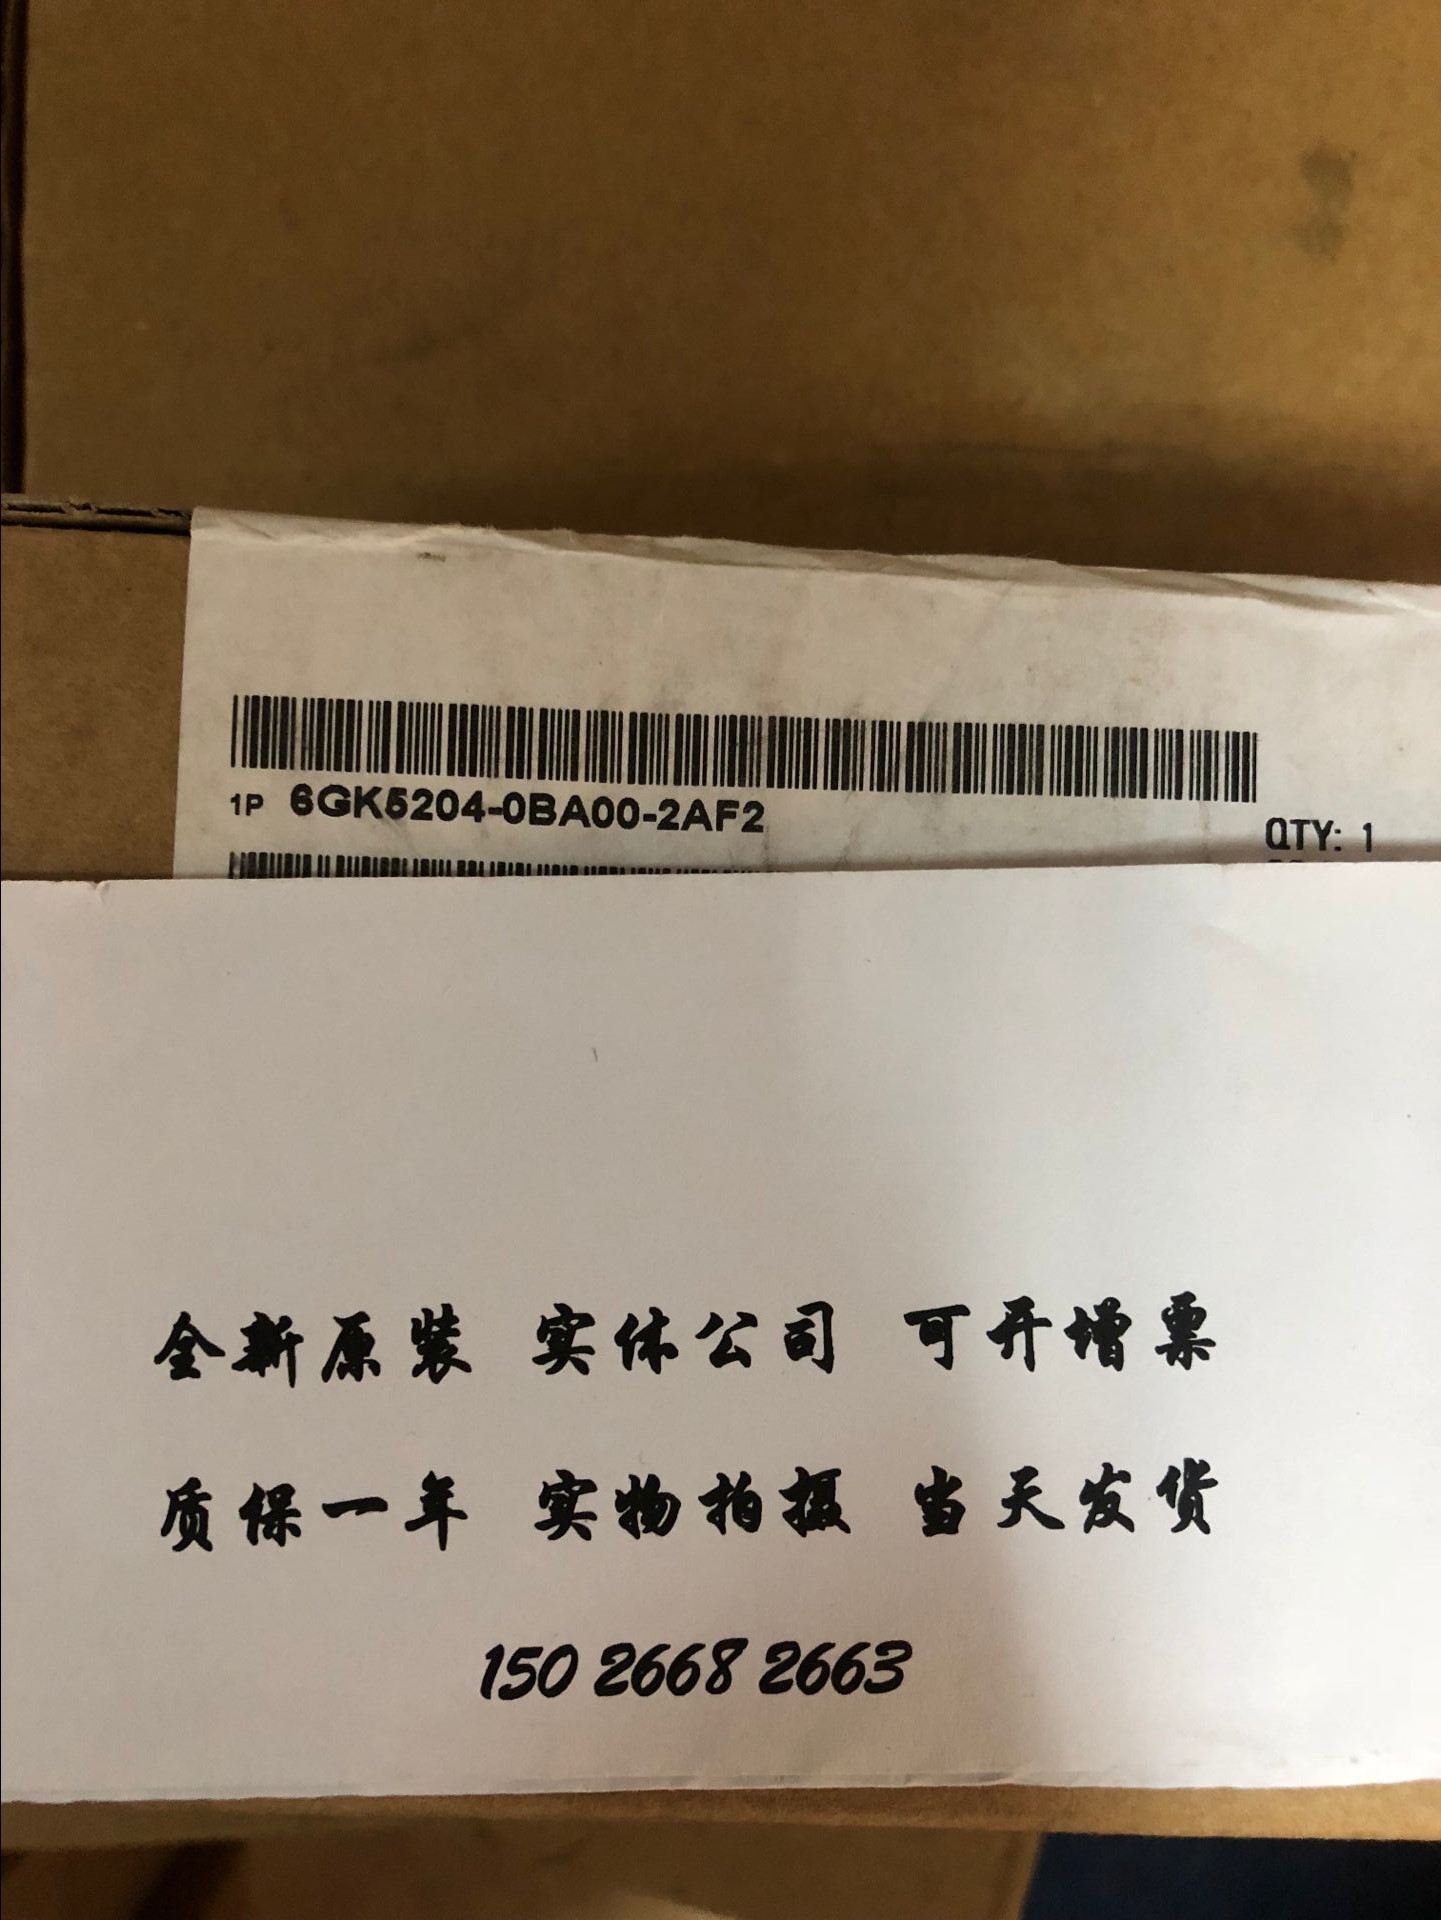 1P 6GK5204-0BA00-2AF2
QTY: 1
全新原装 实体公司 可开增票
质保一年 实物拍摄 当天发货
150 2668 2663